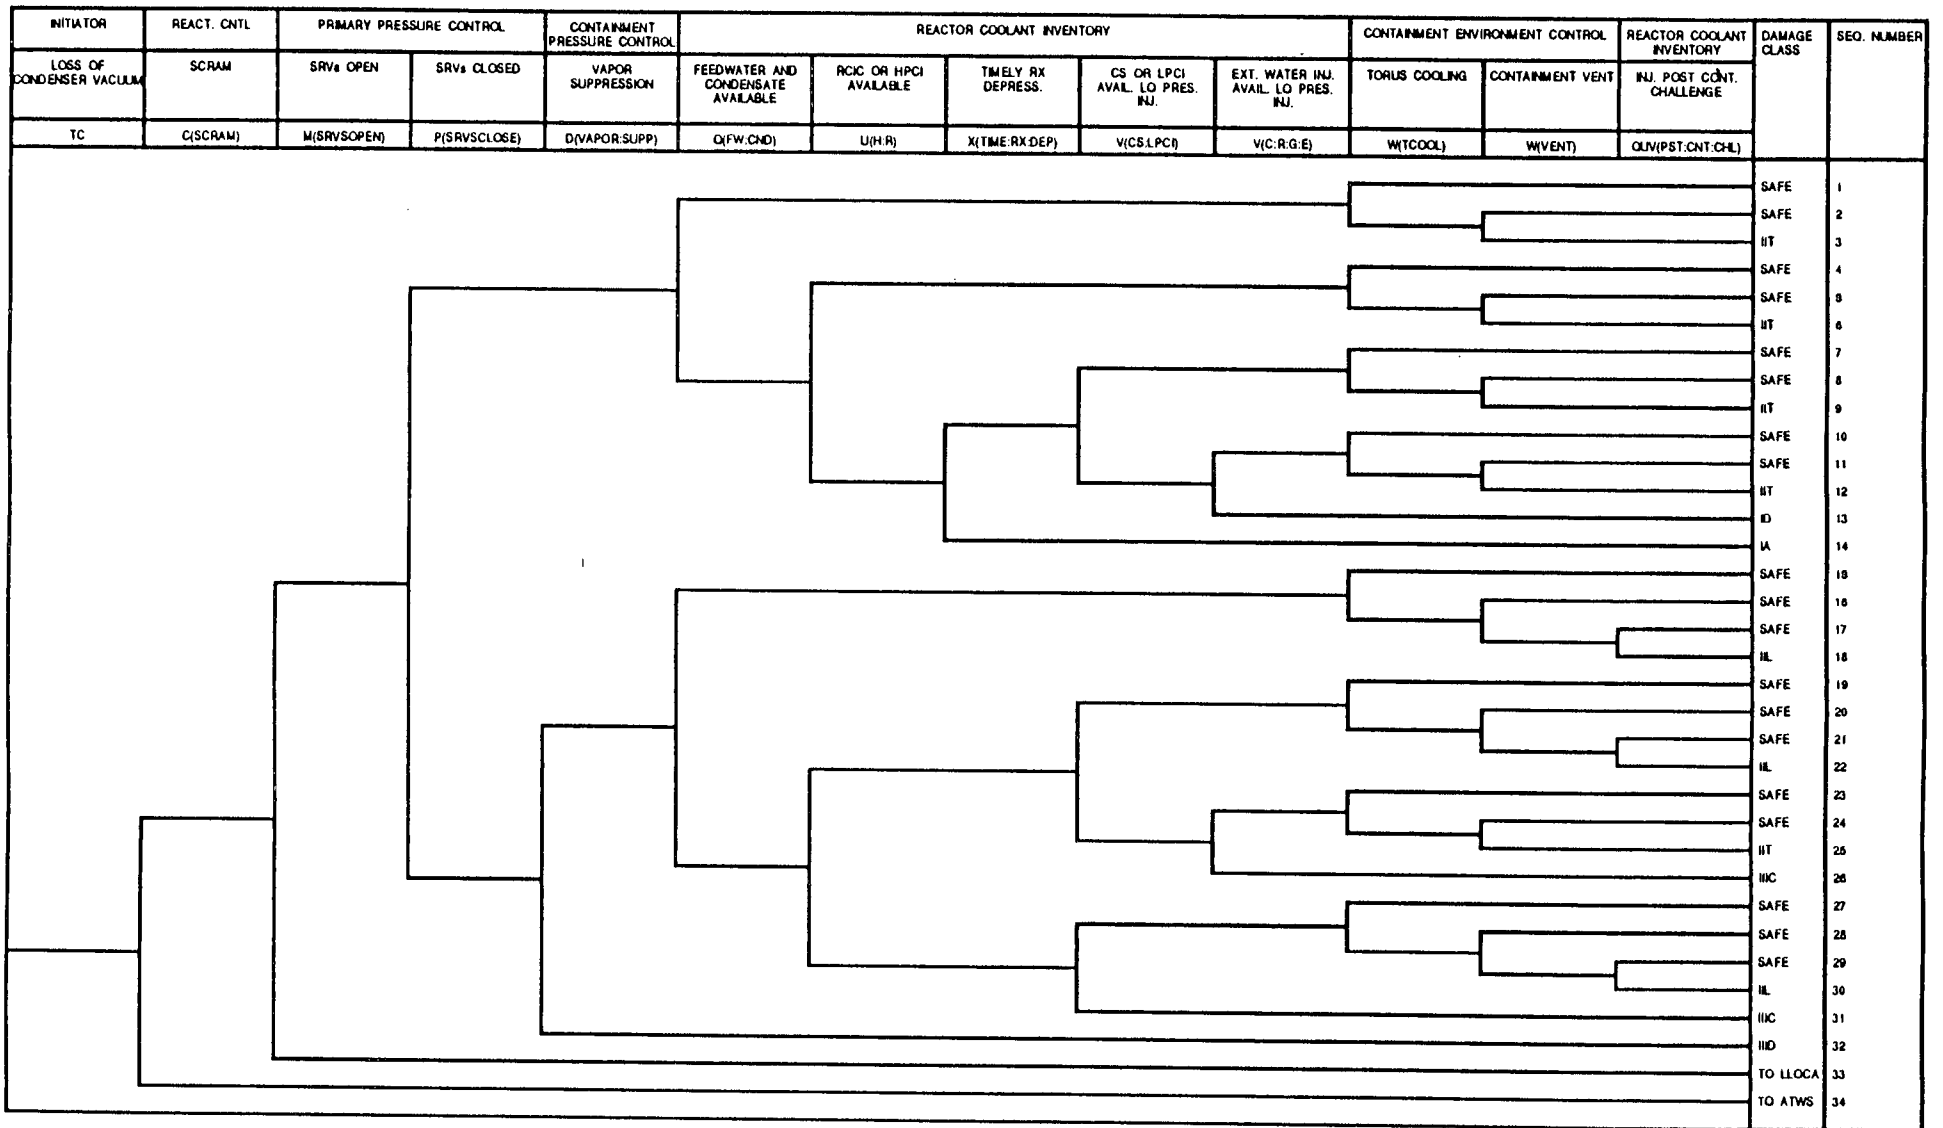 INITIATOR
REACT. CNTL
PRIMARY PRESSURE CONTROL
CONTAINMENT
PRESSURE CONTROL
REACTOR COOLANT INVENTORY
CONTAINMENT ENVIRONMENT CONTROL
REACTOR COOLANT
INVENTORY
DAMAGE
CLASS
SEQ. NUMBER
LOSS OF
CONDENSER VACUUM
SCRAM
SRVs OPEN
SRVs CLOSED
VAPOR
SUPPRESSION
FEEDWATER AND
CONDENSATE
AVAILABLE
RCIC OR HPCI
AVAILABLE
TIMELY RX
DEPRESS.
CS OR LPCI
AVAIL. LO PRES.
INJ.
EXT. WATER INJ.
AVAIL. LO PRES.
INJ.
TORUS COOLING
CONTAINMENT VENT
INJ. POST CONT.
CHALLENGE
TC
C(SCRAM)
M(SRVSOPEN)
P(SRVSCLOSE)
D(VAPOR:SUPP)
Q(FW:CND)
U(H:R)
X(TIME:RX:DEP)
V(CS:LPCI)
V(C:R:G:E)
W(TCOOL)
W(VENT)
QUV(PST:CNT:CHL)
SAFE 1
SAFE 2
IIT 3
SAFE 4
SAFE 5
IIT 6
SAFE 7
SAFE 8
IIT 9
SAFE 10
SAFE 11
IIT 12
ID 13
IA 14
SAFE 15
SAFE 16
SAFE 17
IIL 18
SAFE 19
SAFE 20
SAFE 21
IIL 22
SAFE 23
SAFE 24
IIT 25
IIIC 26
SAFE 27
SAFE 28
SAFE 29
IIL 30
IIIC 31
IIID 32
TO LLOCA 33
TO ATWS 34